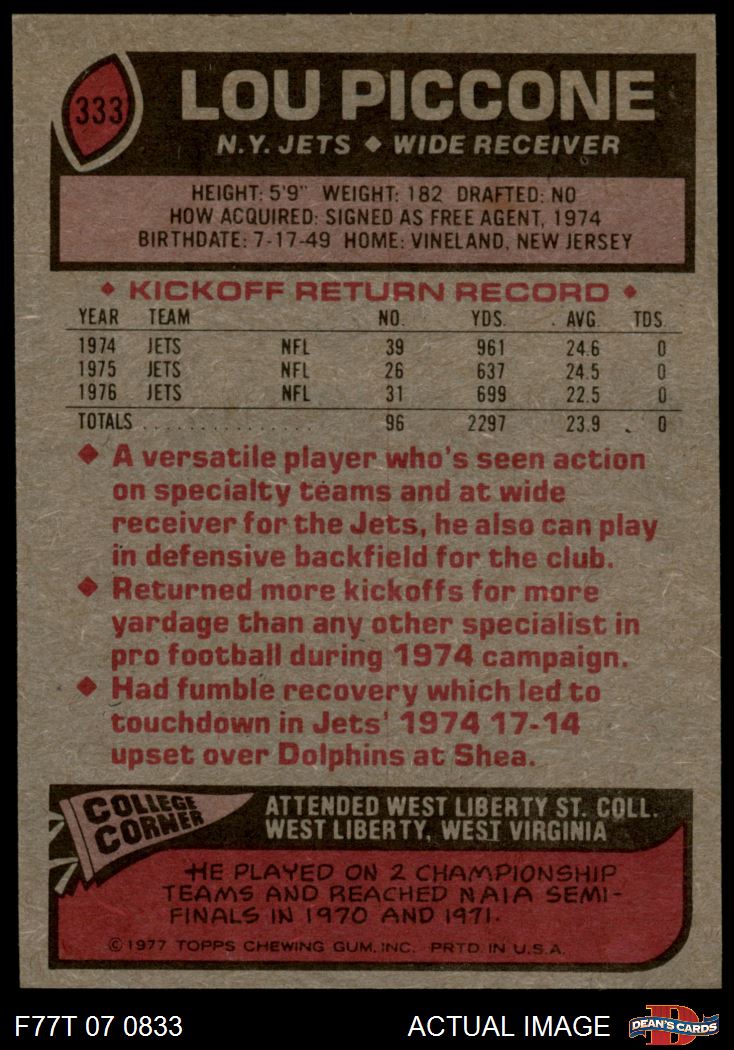 333
LOU PICCONE
N.Y. JETS ◆ WIDE RECEIVER
HEIGHT: 5'9" WEIGHT: 182 DRAFTED: NO
HOW ACQUIRED: SIGNED AS FREE AGENT, 1974
BIRTHDATE: 7-17-49 HOME: VINELAND, NEW JERSEY
◆ KICKOFF RETURN RECORD ◆
YEAR TEAM NO. YDS. AVG. TDS.
1974 JETS NFL 39 961 24.6 0
1975 JETS NFL 26 637 24.5 0
1976 JETS NFL 31 699 22.5 0
TOTALS . . . . . . . . . . . . . . . 96 2297 23.9 0
◆ A versatile player who's seen action
on specialty teams and at wide
receiver for the Jets, he also can play
in defensive backfield for the club.
◆ Returned more kickoffs for more
yardage than any other specialist in
pro football during 1974 campaign.
◆ Had fumble recovery which led to
touchdown in Jets' 1974 17-14
upset over Dolphins at Shea.
COLLEGE
CORNER
ATTENDED WEST LIBERTY ST. COLL.
WEST LIBERTY, WEST VIRGINIA
HE PLAYED ON 2 CHAMPIONSHIP
TEAMS AND REACHED NAIA SEMI-
FINALS IN 1970 AND 1971.
© 1977 TOPPS CHEWING GUM, INC. PRTD. IN U.S.A.
F77T 07 0833 ACTUAL IMAGE
D
DEAN'S CARDS